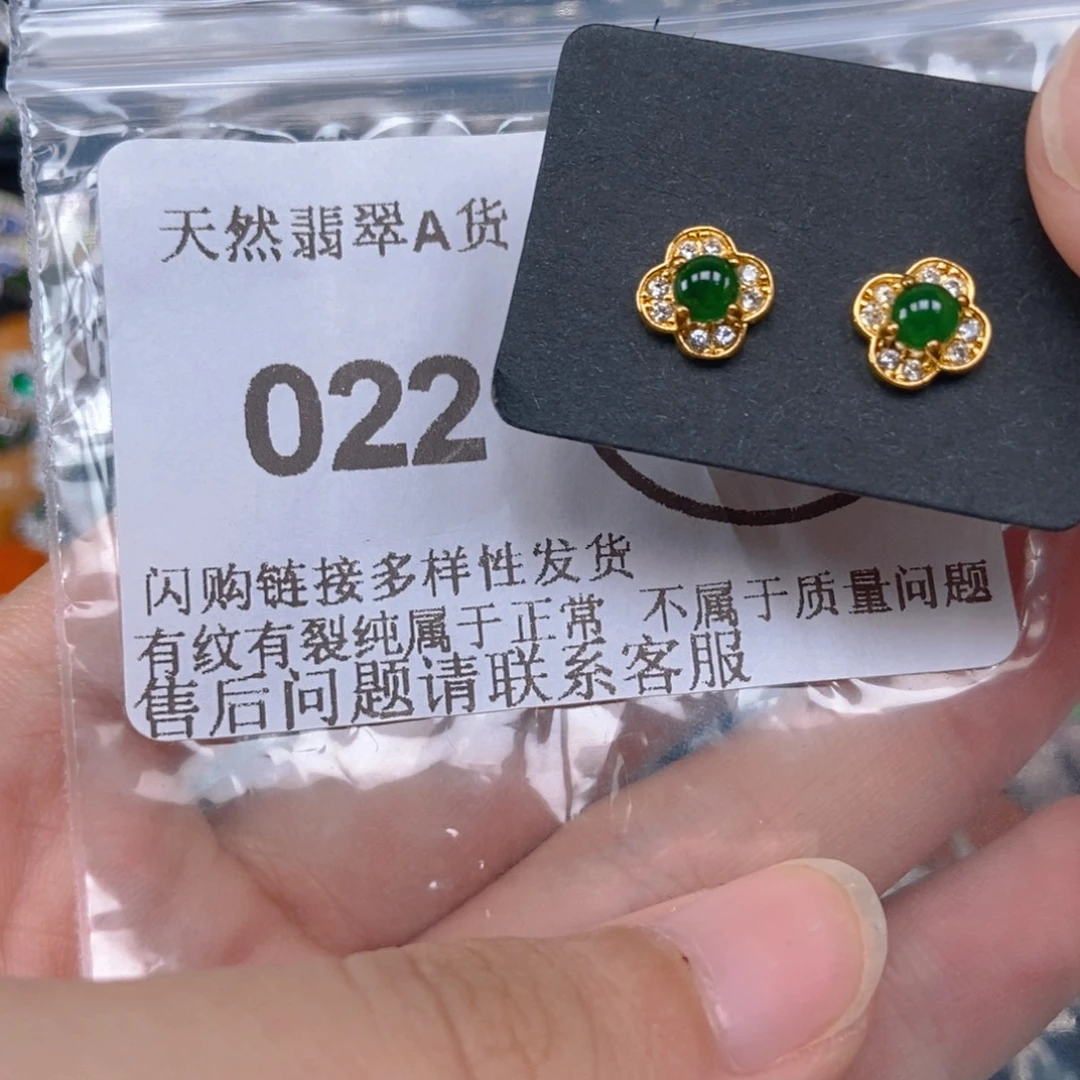 天然翡翠A货
022
闪购链接多样性发货
有纹有裂纯属于正常 不属于质量问题
售后问题请联系客服